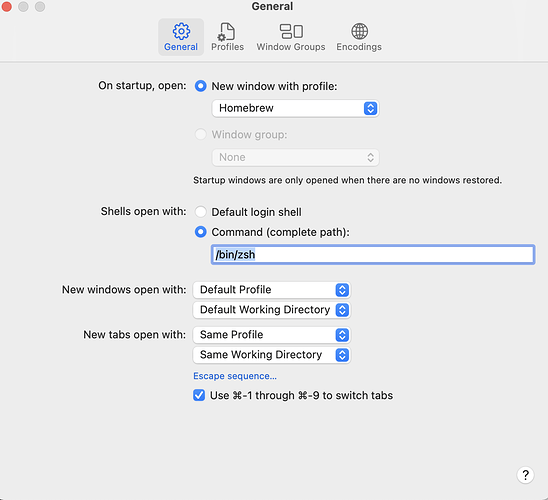 General
General
Profiles
Window Groups
Encodings
On startup, open:
New window with profile:
Homebrew
Window group:
None
Startup windows are only opened when there are no windows restored.
Shells open with:
Default login shell
Command (complete path):
/bin/zsh
New windows open with:
Default Profile
Default Working Directory
New tabs open with:
Same Profile
Same Working Directory
Escape sequence...
Use ⌘-1 through ⌘-9 to switch tabs
?